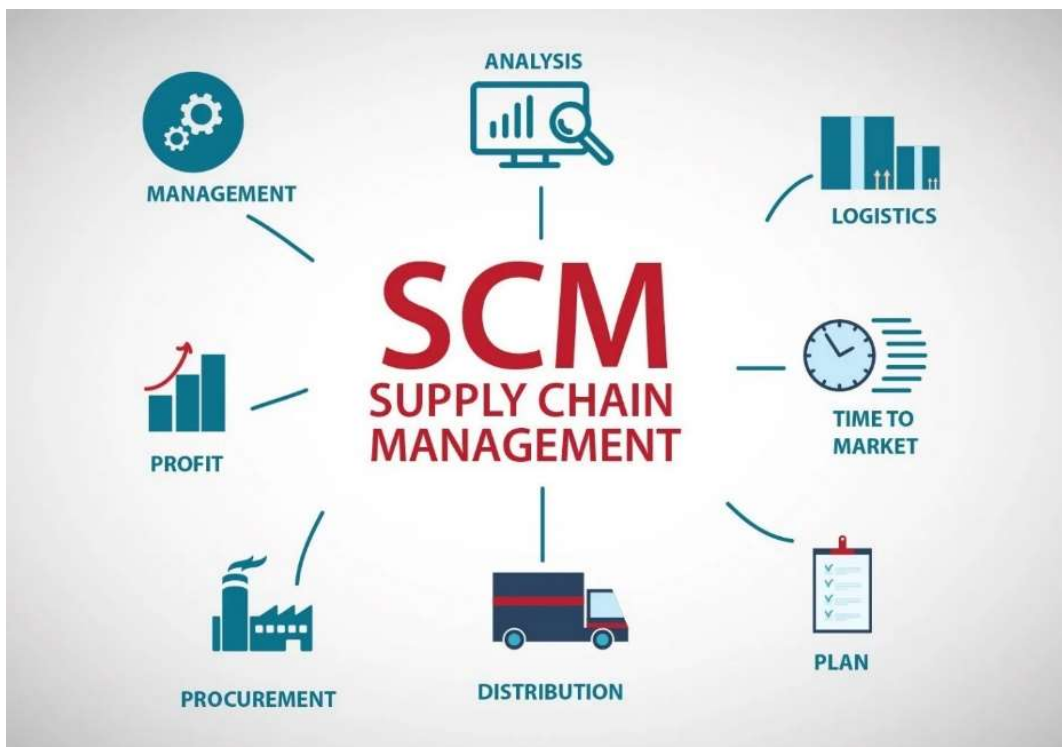 ANALYSIS
MANAGEMENT
LOGISTICS
SCM
SUPPLY CHAIN
MANAGEMENT
TIME TO
MARKET
PROFIT
PLAN
PROCUREMENT
DISTRIBUTION